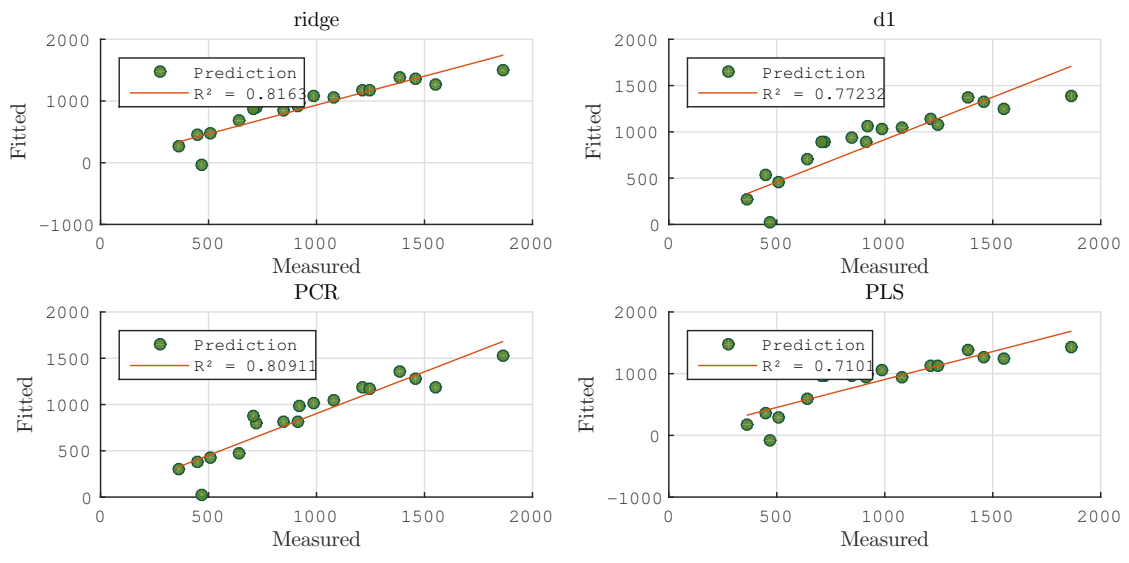 ridge
2000
1000
0
-1000
Fitted
Prediction
R² = 0.8163
0 500 1000 1500 2000
Measured
d1
2000
1500
1000
500
0
Fitted
Prediction
R² = 0.77232
0 500 1000 1500 2000
Measured
PCR
2000
1500
1000
500
0
Fitted
Prediction
R² = 0.80911
0 500 1000 1500 2000
Measured
PLS
2000
1000
0
-1000
Fitted
Prediction
R² = 0.7101
0 500 1000 1500 2000
Measured